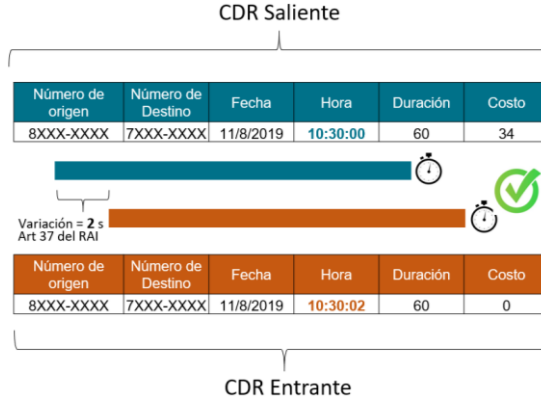 CDR Saliente
Número de origen Número de Destino Fecha Hora Duración Costo
8XXX-XXXX 7XXX-XXXX 11/8/2019 10:30:00 60 34
Variación = 2 s
Art 37 del RAI
Número de origen Número de Destino Fecha Hora Duración Costo
8XXX-XXXX 7XXX-XXXX 11/8/2019 10:30:02 60 0
CDR Entrante